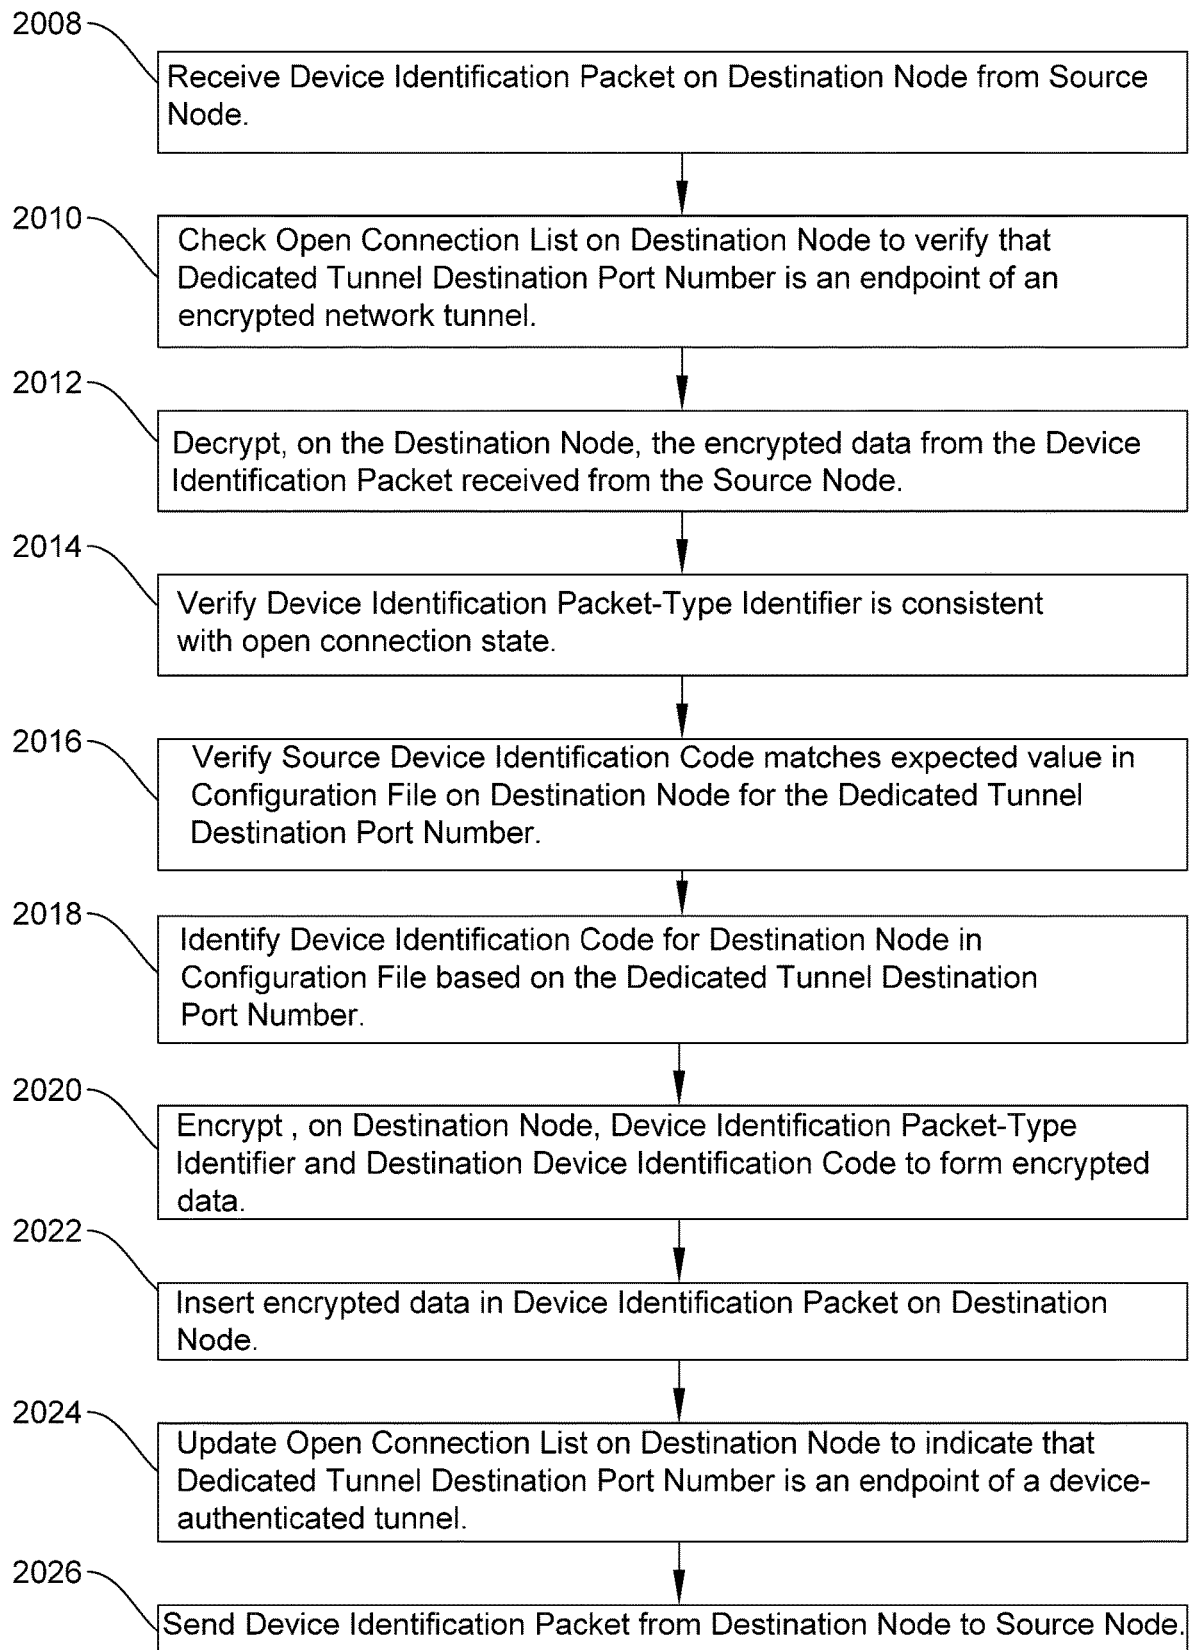 2008
Receive Device Identification Packet on Destination Node from Source
Node.
2010
Check Open Connection List on Destination Node to verify that
Dedicated Tunnel Destination Port Number is an endpoint of an
encrypted network tunnel.
2012
Decrypt, on the Destination Node, the encrypted data from the Device
Identification Packet received from the Source Node.
2014
Verify Device Identification Packet-Type Identifier is consistent
with open connection state.
2016
Verify Source Device Identification Code matches expected value in
Configuration File on Destination Node for the Dedicated Tunnel
Destination Port Number.
2018
Identify Device Identification Code for Destination Node in
Configuration File based on the Dedicated Tunnel Destination
Port Number.
2020
Encrypt , on Destination Node, Device Identification Packet-Type
Identifier and Destination Device Identification Code to form encrypted
data.
2022
Insert encrypted data in Device Identification Packet on Destination
Node.
2024
Update Open Connection List on Destination Node to indicate that
Dedicated Tunnel Destination Port Number is an endpoint of a device-
authenticated tunnel.
2026
Send Device Identification Packet from Destination Node to Source Node.